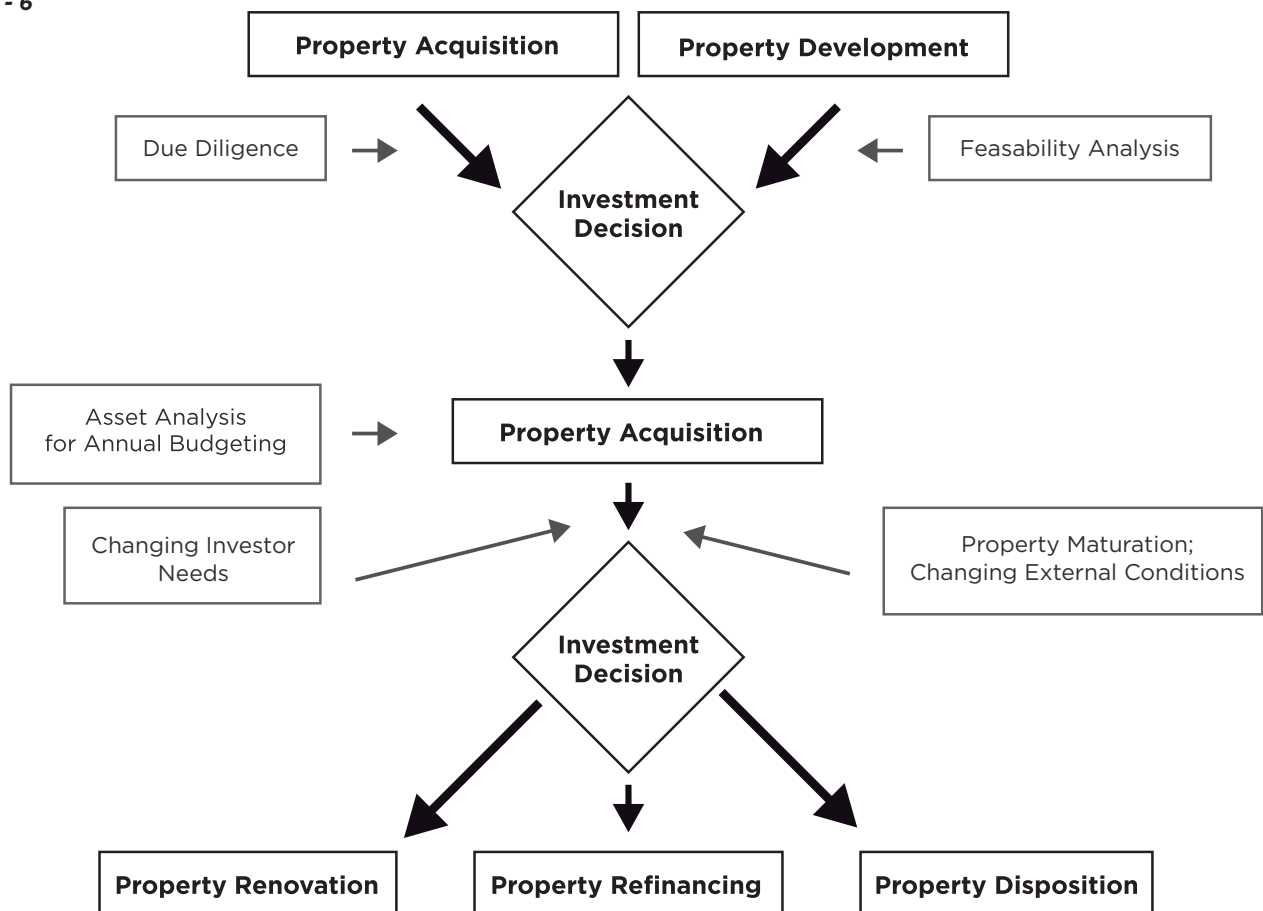 - 6
Property Acquisition
Property Development
Due Diligence
Feasability Analysis
Investment
Decision
Asset Analysis
for Annual Budgeting
Property Acquisition
Changing Investor
Needs
Property Maturation;
Changing External Conditions
Investment
Decision
Property Renovation
Property Refinancing
Property Disposition